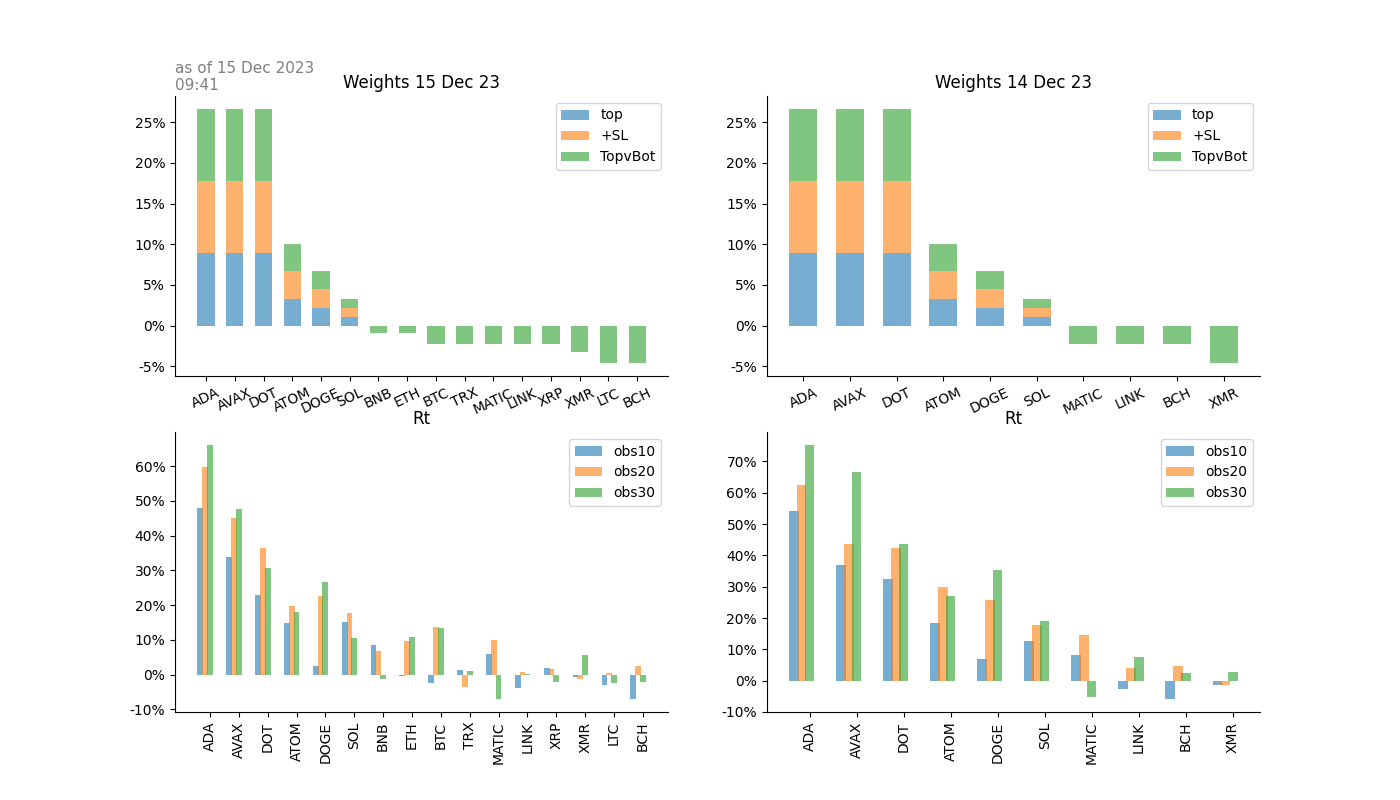 as of 15 Dec 2023
09:41
Weights 15 Dec 23
25%
20%
15%
10%
5%
0%
-5%
top
+SL
TopvBot
ADA AVAX DOT ATOM DOGE SOL BNB ETH BTC TRX MATIC LINK XRP XMR LTC BCH
Weights 14 Dec 23
25%
20%
15%
10%
5%
0%
-5%
top
+SL
TopvBot
ADA AVAX DOT ATOM DOGE SOL MATIC LINK BCH XMR
Rt
60%
50%
40%
30%
20%
10%
0%
-10%
obs10
obs20
obs30
ADA AVAX DOT ATOM DOGE SOL BNB ETH BTC TRX MATIC LINK XRP XMR LTC BCH
Rt
70%
60%
50%
40%
30%
20%
10%
0%
-10%
obs10
obs20
obs30
ADA AVAX DOT ATOM DOGE SOL MATIC LINK BCH XMR